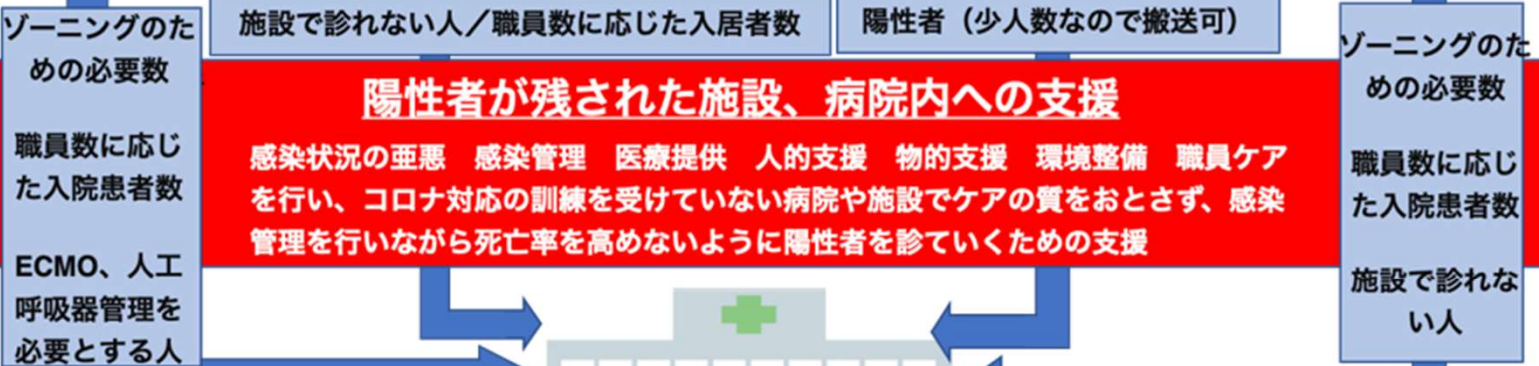 ゾーニングのた
めの必要数
職員数に応じ
た入院患者数
ECMO、人工
呼吸器管理を
必要とする人
施設で診れない人／職員数に応じた入居者数
陽性者（少人数なので搬送可）
陽性者が残された施設、病院内への支援
感染状況の亜悪　感染管理　医療提供　人的支援　物的支援　環境整備　職員ケア
を行い、コロナ対応の訓練を受けていない病院や施設でケアの質をおとさず、感染
管理を行いながら死亡率を高めないように陽性者を診ていくための支援
ゾーニングのた
めの必要数
職員数に応じ
た入院患者数
施設で診れな
い人